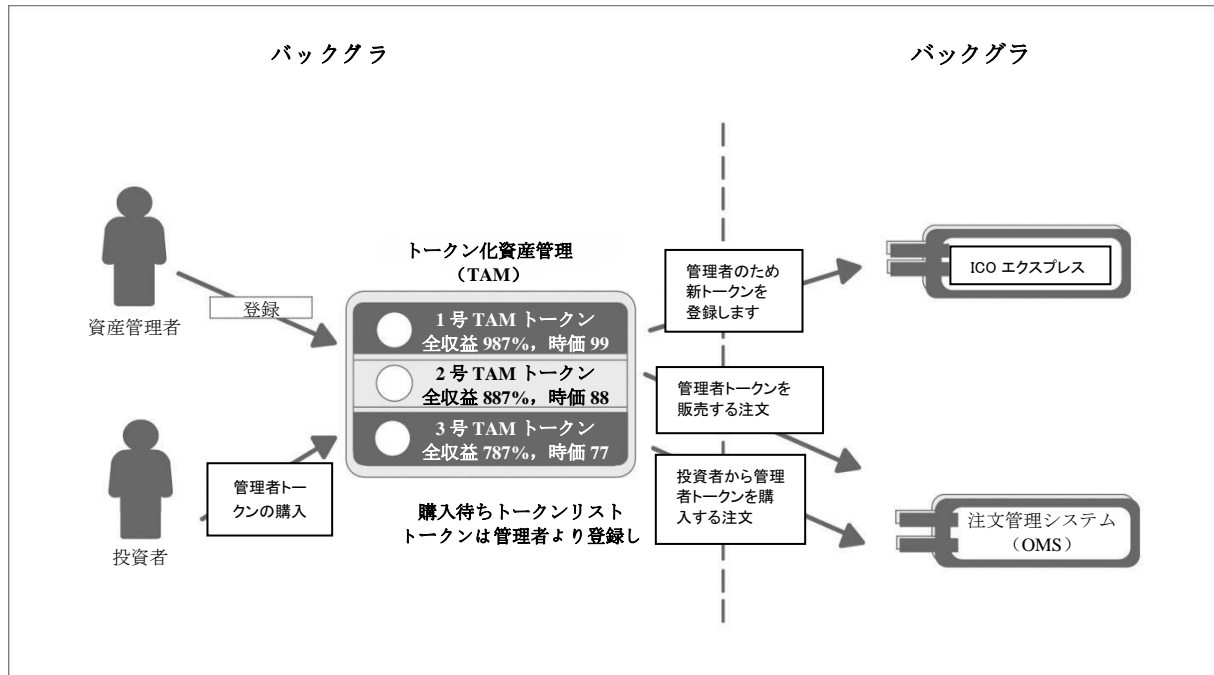 バックグラ
バックグラ
資産管理者
登録
トークン化資産管理
（TAM）
1 号 TAM トークン
全収益 987%，時価 99
2 号 TAM トークン
全収益 887%，時価 88
3 号 TAM トークン
全収益 787%，時価 77
購入待ちトークンリスト
トークンは管理者より登録し
投資者
管理者トー
クンの購入
管理者のため
新トークンを
登録します
管理者トークンを
販売する注文
投資者から管理
者トークンを購
入する注文
ICO エクスプレス
注文管理システム
（OMS）